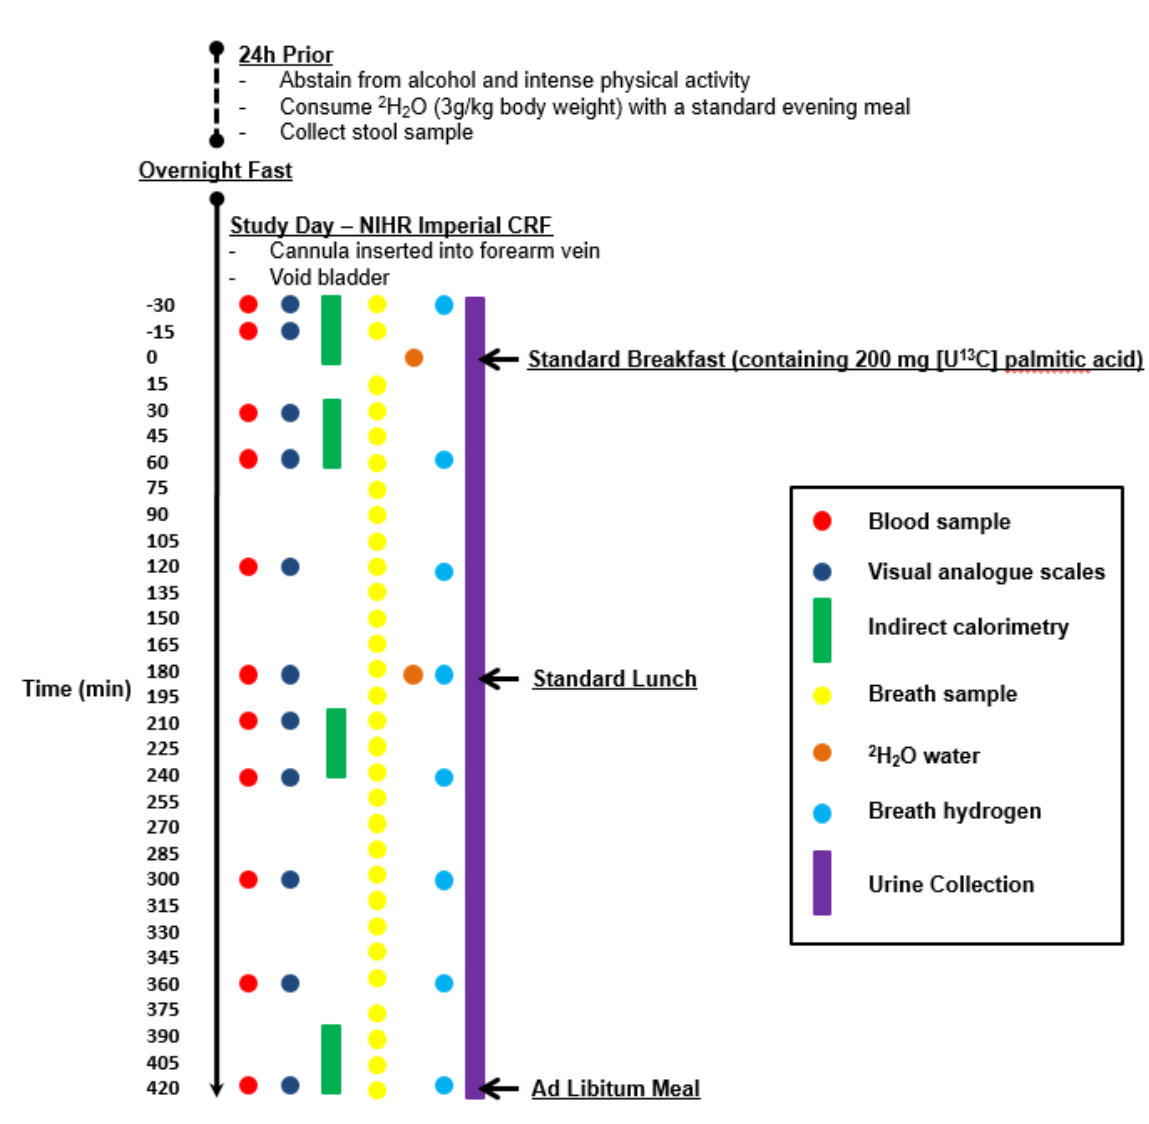 24h Prior
- Abstain from alcohol and intense physical activity
- Consume ²H₂O (3g/kg body weight) with a standard evening meal
- Collect stool sample
Overnight Fast
Study Day – NIHR Imperial CRF
- Cannula inserted into forearm vein
- Void bladder
-30
-15
0
Standard Breakfast (containing 200 mg [U¹³C] palmitic acid)
15
30
45
60
75
90
105
120
135
150
165
180
Standard Lunch
Time (min)
195
210
225
240
255
270
285
300
315
330
345
360
375
390
405
420
Ad Libitum Meal
Blood sample
Visual analogue scales
Indirect calorimetry
Breath sample
²H₂O water
Breath hydrogen
Urine Collection